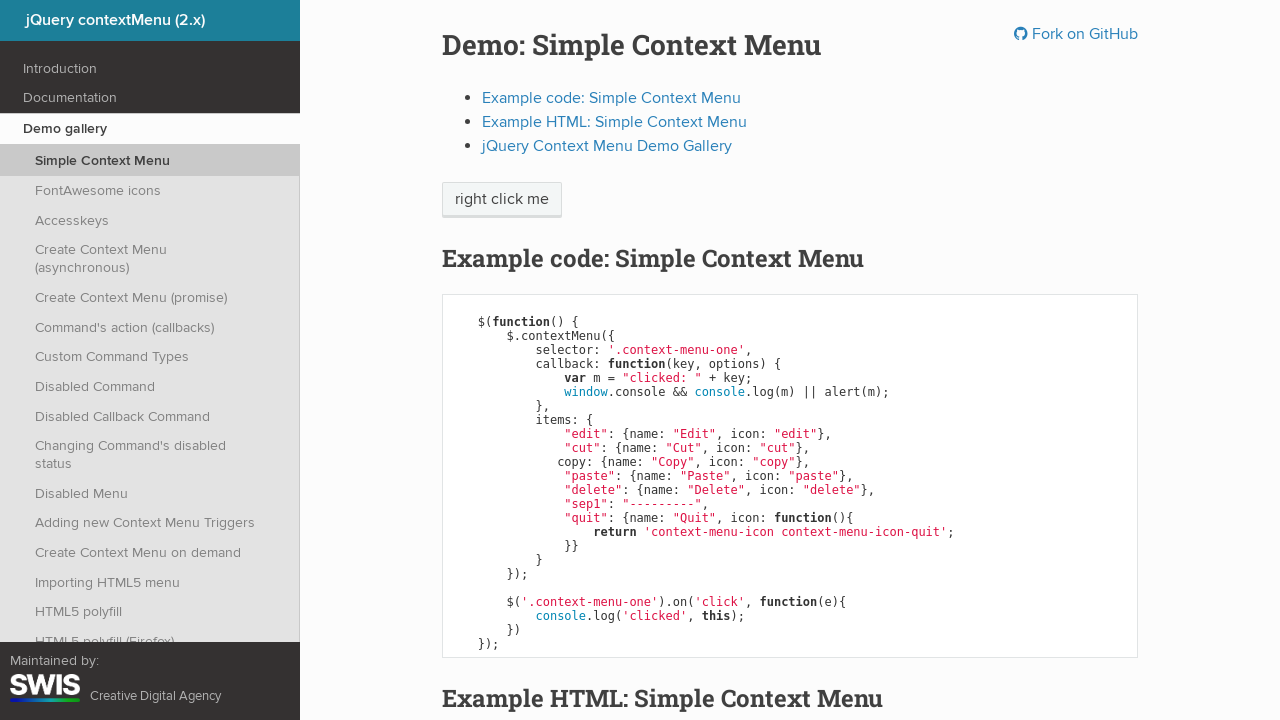 jQuery contextMenu (2.x)
Introduction
Documentation
Demo gallery
Simple Context Menu
FontAwesome icons
Accesskeys
Create Context Menu
(asynchronous)
Create Context Menu (promise)
Command's action (callbacks)
Custom Command Types
Disabled Command
Disabled Callback Command
Changing Command's disabled
status
Disabled Menu
Adding new Context Menu Triggers
Create Context Menu on demand
Importing HTML5 menu
HTML5 polyfill
HTML5 polyfill (Firefox)
Maintained by:
SWIS
Creative Digital Agency
Fork on GitHub
Demo: Simple Context Menu
Example code: Simple Context Menu
Example HTML: Simple Context Menu
jQuery Context Menu Demo Gallery
right click me
Example code: Simple Context Menu
$(function() {
    $.contextMenu({
        selector: '.context-menu-one',
        callback: function(key, options) {
            var m = "clicked: " + key;
            window.console && console.log(m) || alert(m);
        },
        items: {
            "edit": {name: "Edit", icon: "edit"},
            "cut": {name: "Cut", icon: "cut"},
           copy: {name: "Copy", icon: "copy"},
            "paste": {name: "Paste", icon: "paste"},
            "delete": {name: "Delete", icon: "delete"},
            "sep1": "---------",
            "quit": {name: "Quit", icon: function(){
                return 'context-menu-icon context-menu-icon-quit';
            }}
        }
    });
    $('.context-menu-one').on('click', function(e){
        console.log('clicked', this);
    })
});
Example HTML: Simple Context Menu